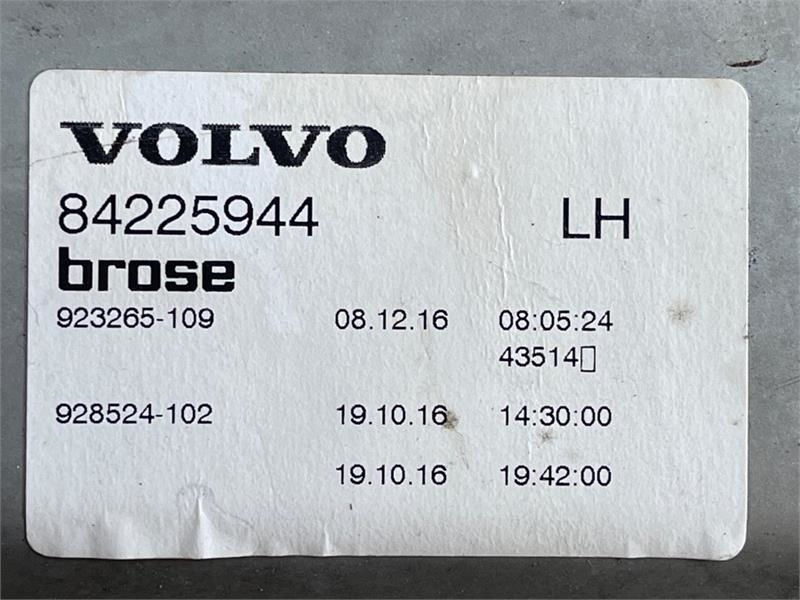 VOLVO
84225944 LH
brose
923265-109 08.12.16 08:05:24
43514▯
928524-102 19.10.16 14:30:00
19.10.16 19:42:00